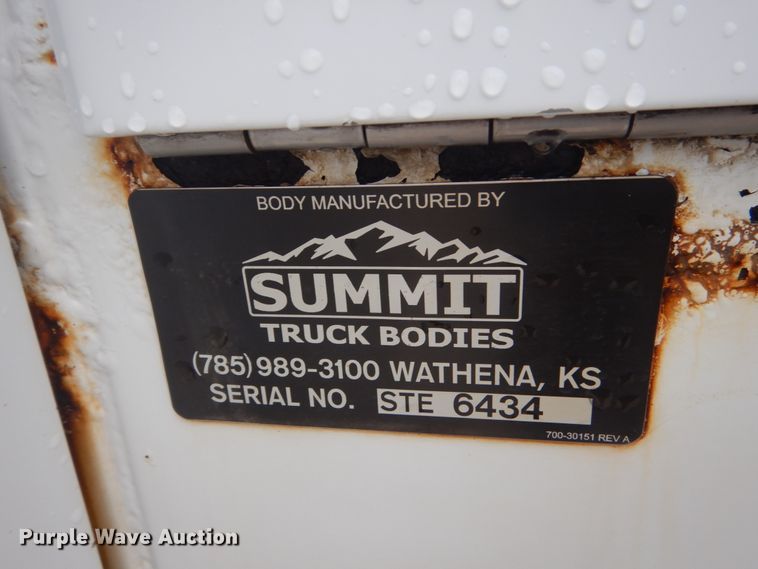 BODY MANUFACTURED BY
SUMMIT
TRUCK BODIES
(785) 989-3100 WATHENA, KS
SERIAL NO. STE 6434
700-30151 REV A
Purple Wave Auction